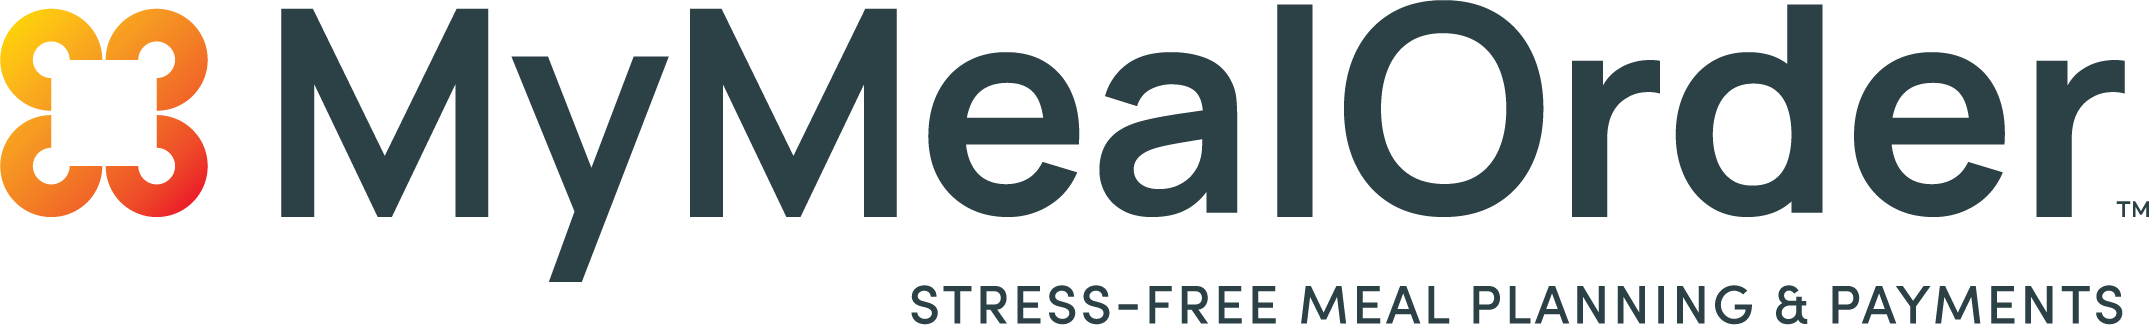 MyMealOrder™
STRESS-FREE MEAL PLANNING & PAYMENTS